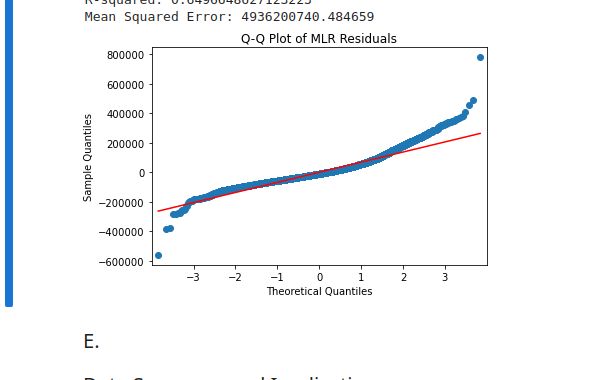 Mean Squared Error: 4936200740.484659
Q-Q Plot of MLR Residuals
800000
600000
400000
200000
0
−200000
−400000
−600000
Sample Quantiles
−3 −2 −1 0 1 2 3
Theoretical Quantiles
E.